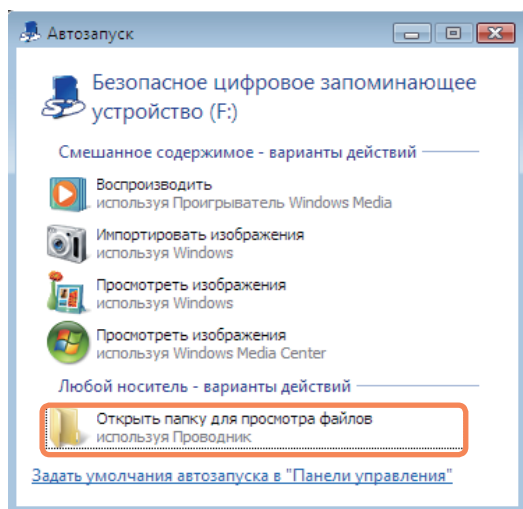 Автозапуск
Безопасное цифровое запоминающее
устройство (F:)
Смешанное содержимое - варианты действий
Воспроизводить
используя Проигрыватель Windows Media
Импортировать изображения
используя Windows
Просмотреть изображения
используя Windows
Просмотреть изображения
используя Windows Media Center
Любой носитель - варианты действий
Открыть папку для просмотра файлов
используя Проводник
Задать умолчания автозапуска в "Панели управления"